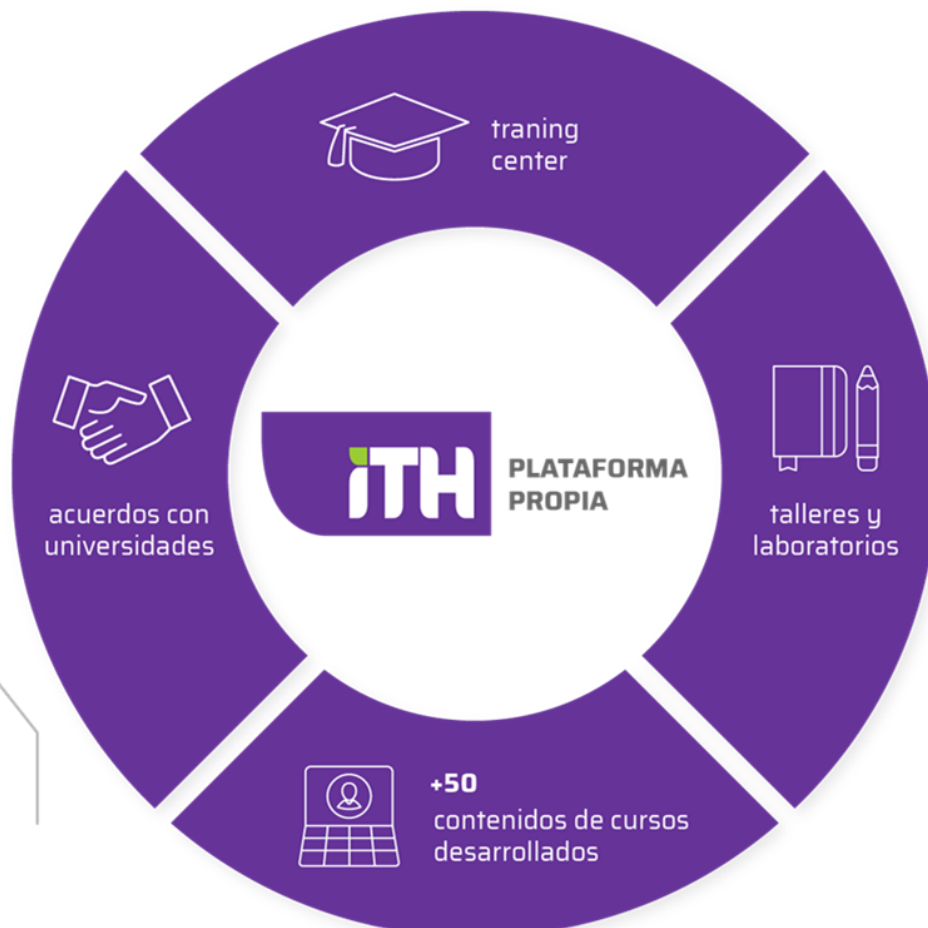 traning
center
acuerdos con
universidades
iTH
PLATAFORMA
PROPIA
talleres y
laboratorios
+50
contenidos de cursos
desarrollados